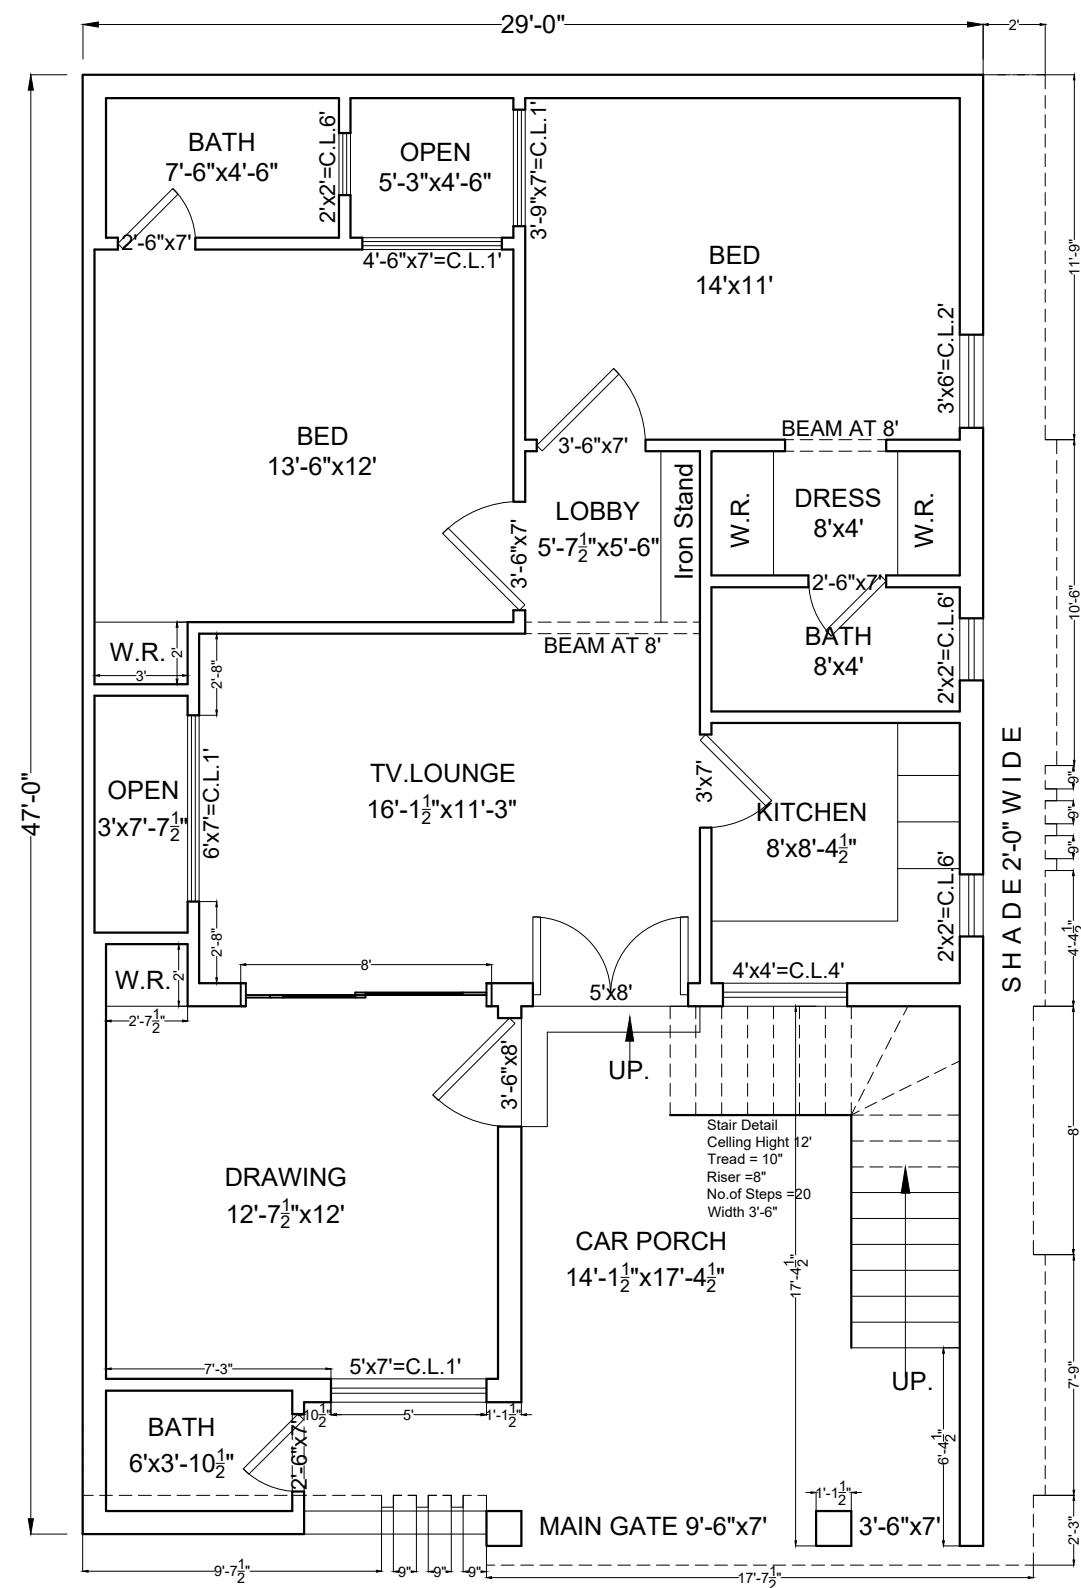 29'-0"
2'
BATH
7'-6"x4'-6"
2'x2'=C.L.6'
OPEN
5'-3"x4'-6"
3'-9"x7'=C.L.1'
2'-6"x7'
4'-6"x7'=C.L.1'
BED
14'x11'
11'-9"
3'x6'=C.L.2'
BED
13'-6"x12'
3'-6"x7'
BEAM AT 8'
LOBBY
5'-7½"x5'-6"
Iron Stand
W.R.
DRESS
8'x4'
W.R.
3'-6"x7'
2'-6"x7'
10'-6"
BATH
8'x4'
2'x2'=C.L.6'
BEAM AT 8'
W.R.
2'
3'
2'-8"
47'-0"
OPEN
3'x7'-7½"
6'x7'=C.L.1'
TV.LOUNGE
16'-1½"x11'-3"
3'x7'
KITCHEN
8'x8'-4½"
2'x2'=C.L.6'
SHADE 2'-0" WIDE
9"
9"
9"
4'-4½"
2'-8"
W.R.
2'
8'
2'-7½"
5'x8'
4'x4'=C.L.4'
UP.
3'-6"x8'
Stair Detail
Celling Hight 12'
Tread = 10"
Riser =8"
No.of Steps =20
Width 3'-6"
8'
DRAWING
12'-7½"x12'
CAR PORCH
14'-1½"x17'-4½"
17'-4½"
UP.
7'-9"
6'-4½"
7'-3"
5'x7'=C.L.1'
10½"
5'
1'-1½"
BATH
6'x3'-10½"
2'-6"x7'
1'-1½"
MAIN GATE 9'-6"x7'
3'-6"x7'
2'-3"
9'-7½"
9"
9"
9"
17'-7½"